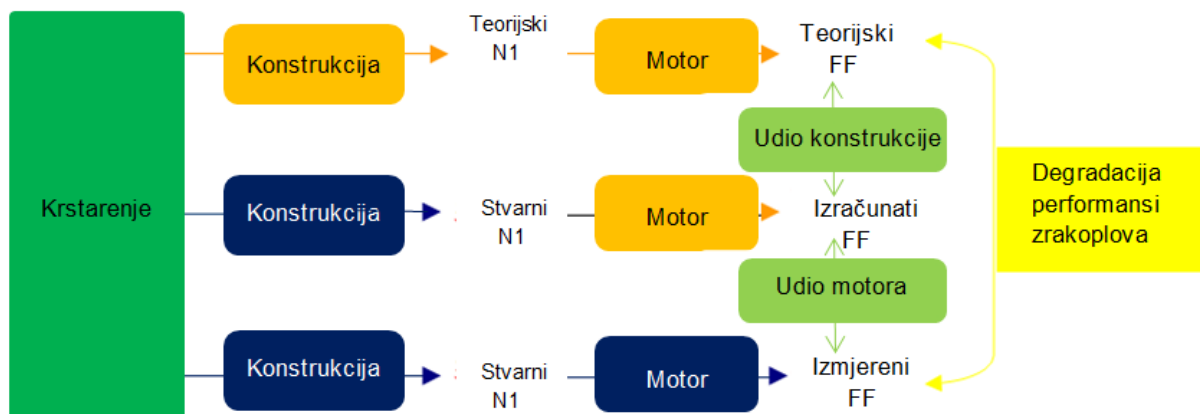 Krstarenje
Konstrukcija
Teorijski
N1
Motor
Teorijski
FF
Udio konstrukcije
Konstrukcija
Stvarni
N1
Motor
Izračunati
FF
Udio motora
Konstrukcija
Stvarni
N1
Motor
Izmjereni
FF
Degradacija
performansi
zrakoplova